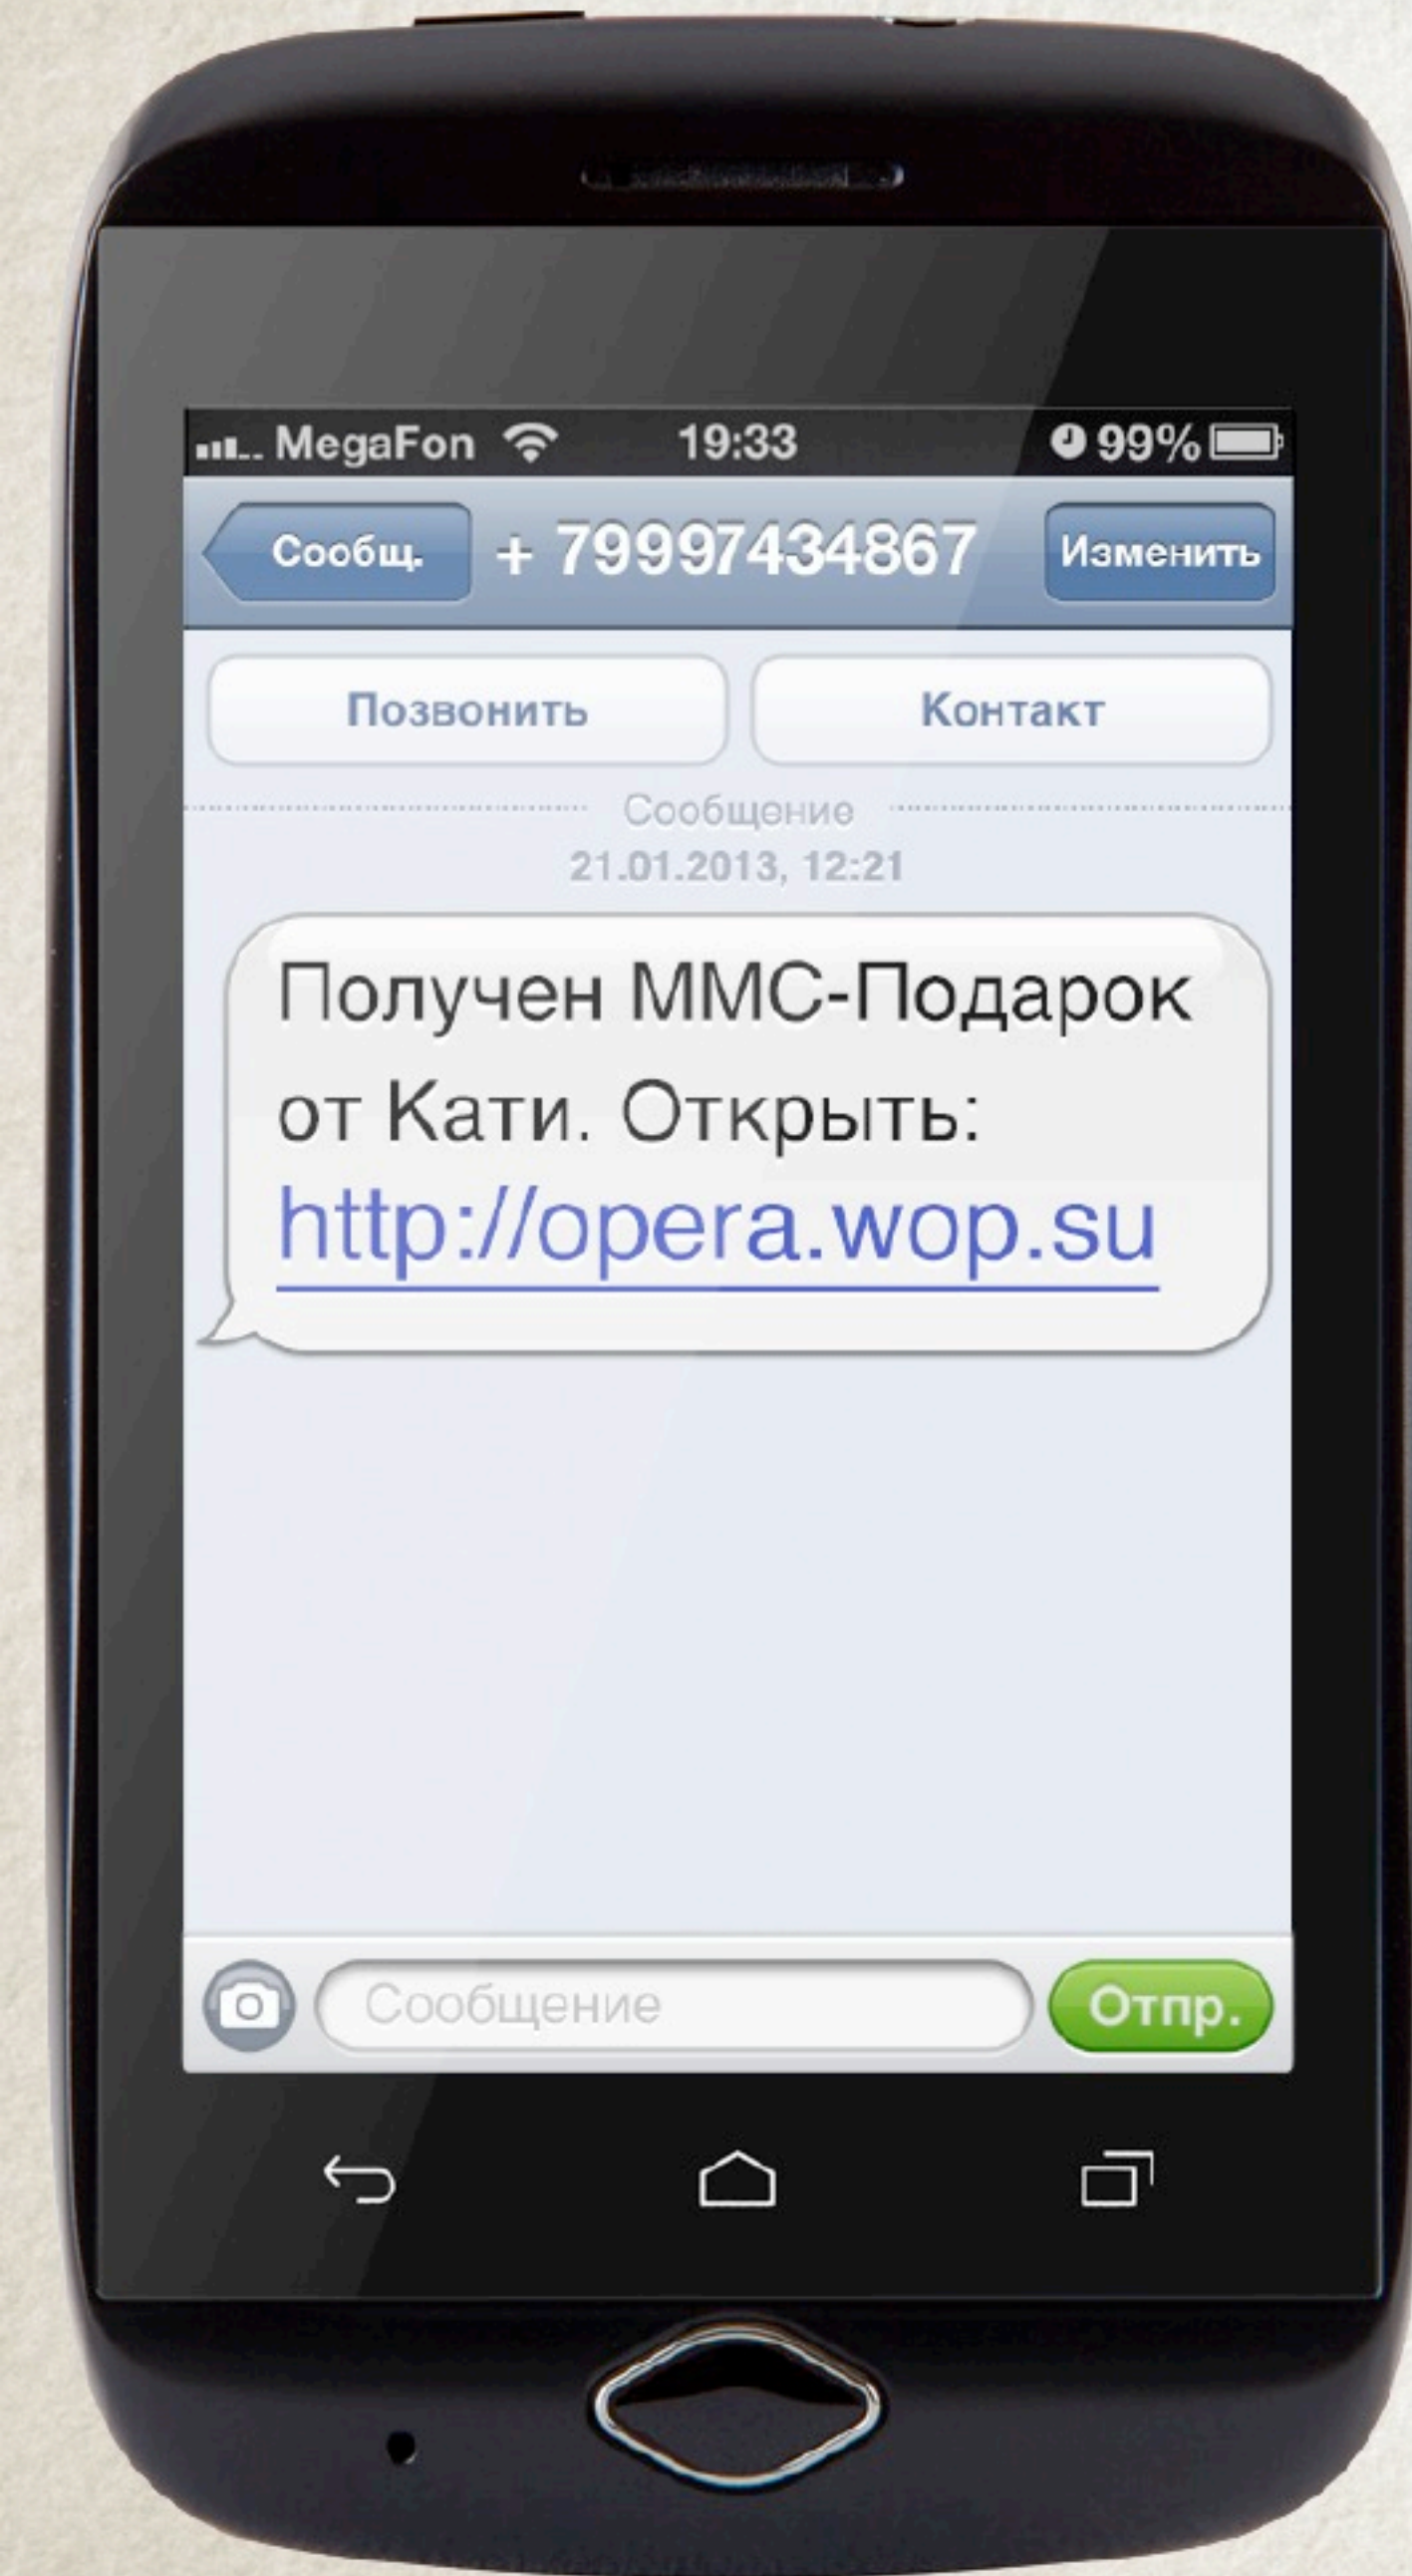 MegaFon 19:33 99%
Сообщ. + 79997434867 Изменить
Позвонить Контакт
Сообщение
21.01.2013, 12:21
Получен ММС-Подарок
от Кати. Открыть:
http://opera.wop.su
Сообщение Отпр.